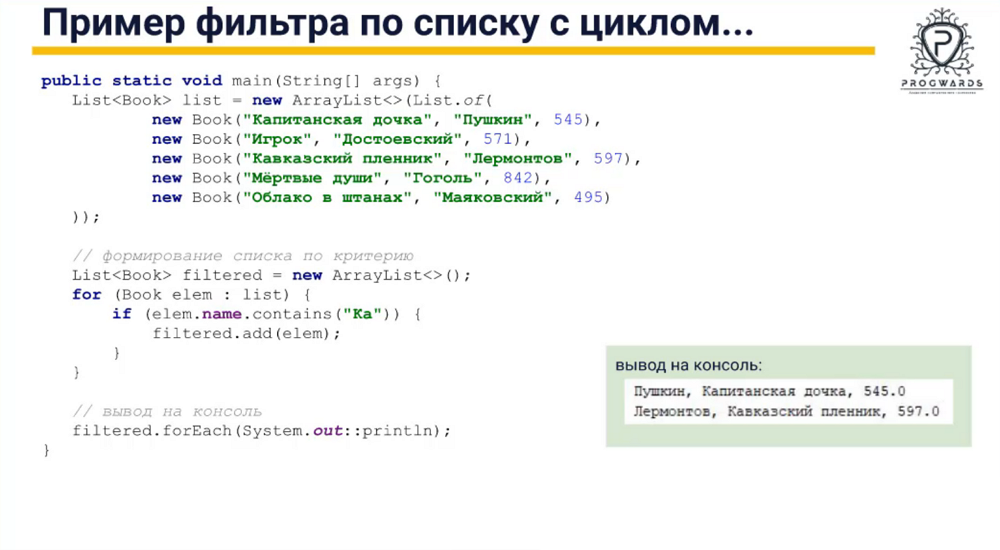 Пример фильтра по списку с циклом...
PROGWARDS
public static void main(String[] args) {
List<Book> list = new ArrayList<>(List.of(
new Book("Капитанская дочка", "Пушкин", 545),
new Book("Игрок", "Достоевский", 571),
new Book("Кавказский пленник", "Лермонтов", 597),
new Book("Мёртвые души", "Гоголь", 842),
new Book("Облако в штанах", "Маяковский", 495)
));
// формирование списка по критерию
List<Book> filtered = new ArrayList<>();
for (Book elem : list) {
if (elem.name.contains("Ка")) {
filtered.add(elem);
}
}
// вывод на консоль
filtered.forEach(System.out::println);
}
вывод на консоль:
Пушкин, Капитанская дочка, 545.0
Лермонтов, Кавказский пленник, 597.0